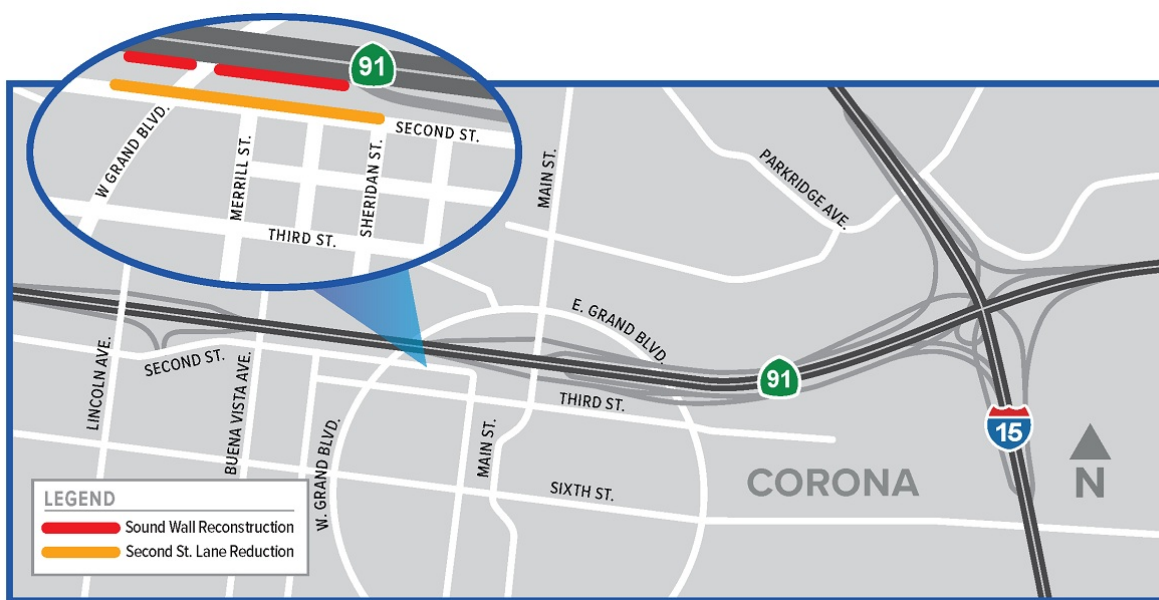 91
SECOND ST.
W GRAND BLVD.
MERRILL ST.
SHERIDAN ST.
THIRD ST.
MAIN ST.
PARKRIDGE AVE.
E. GRAND BLVD.
SECOND ST.
LINCOLN AVE.
BUENA VISTA AVE.
W. GRAND BLVD.
MAIN ST.
THIRD ST.
91
15
SIXTH ST.
CORONA
N
LEGEND
Sound Wall Reconstruction
Second St. Lane Reduction